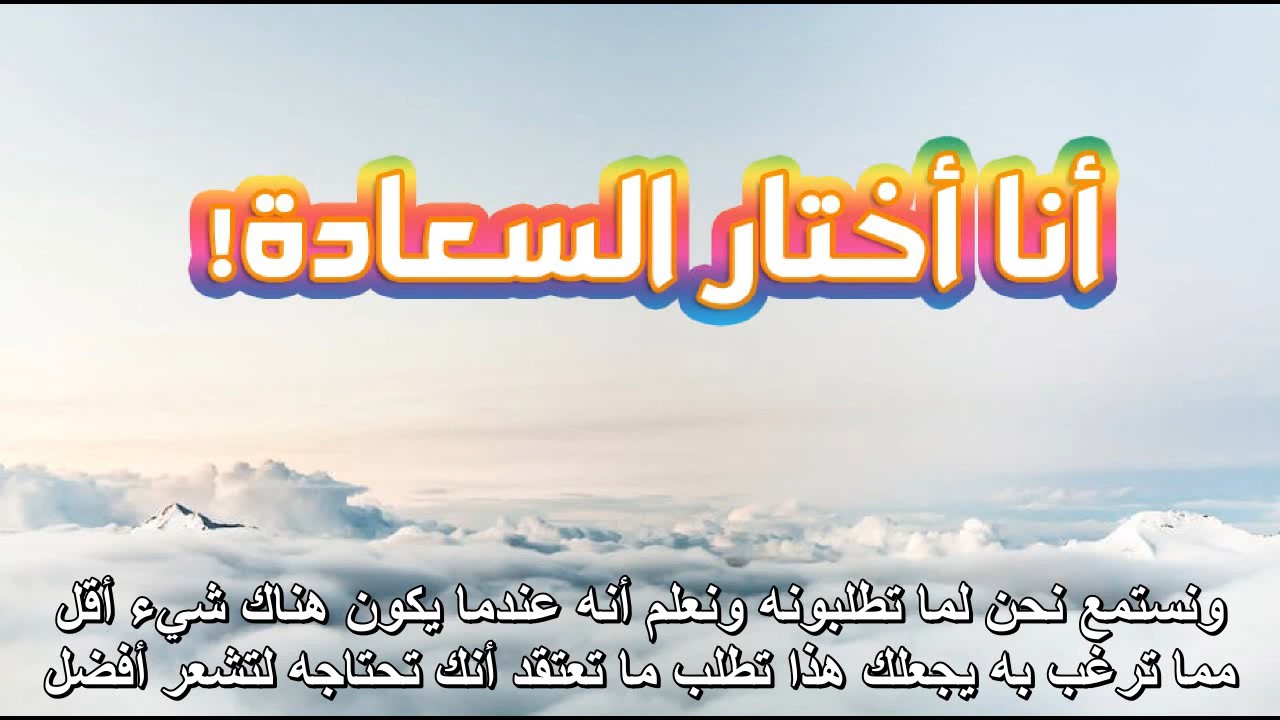 أنا أختار السعادة!
ونستمع نحن لما تطلبونه ونعلم أنه عندما يكون هناك شيء أقل
مما ترغب به يجعلك هذا تطلب ما تعتقد أنك تحتاجه لتشعر أفضل